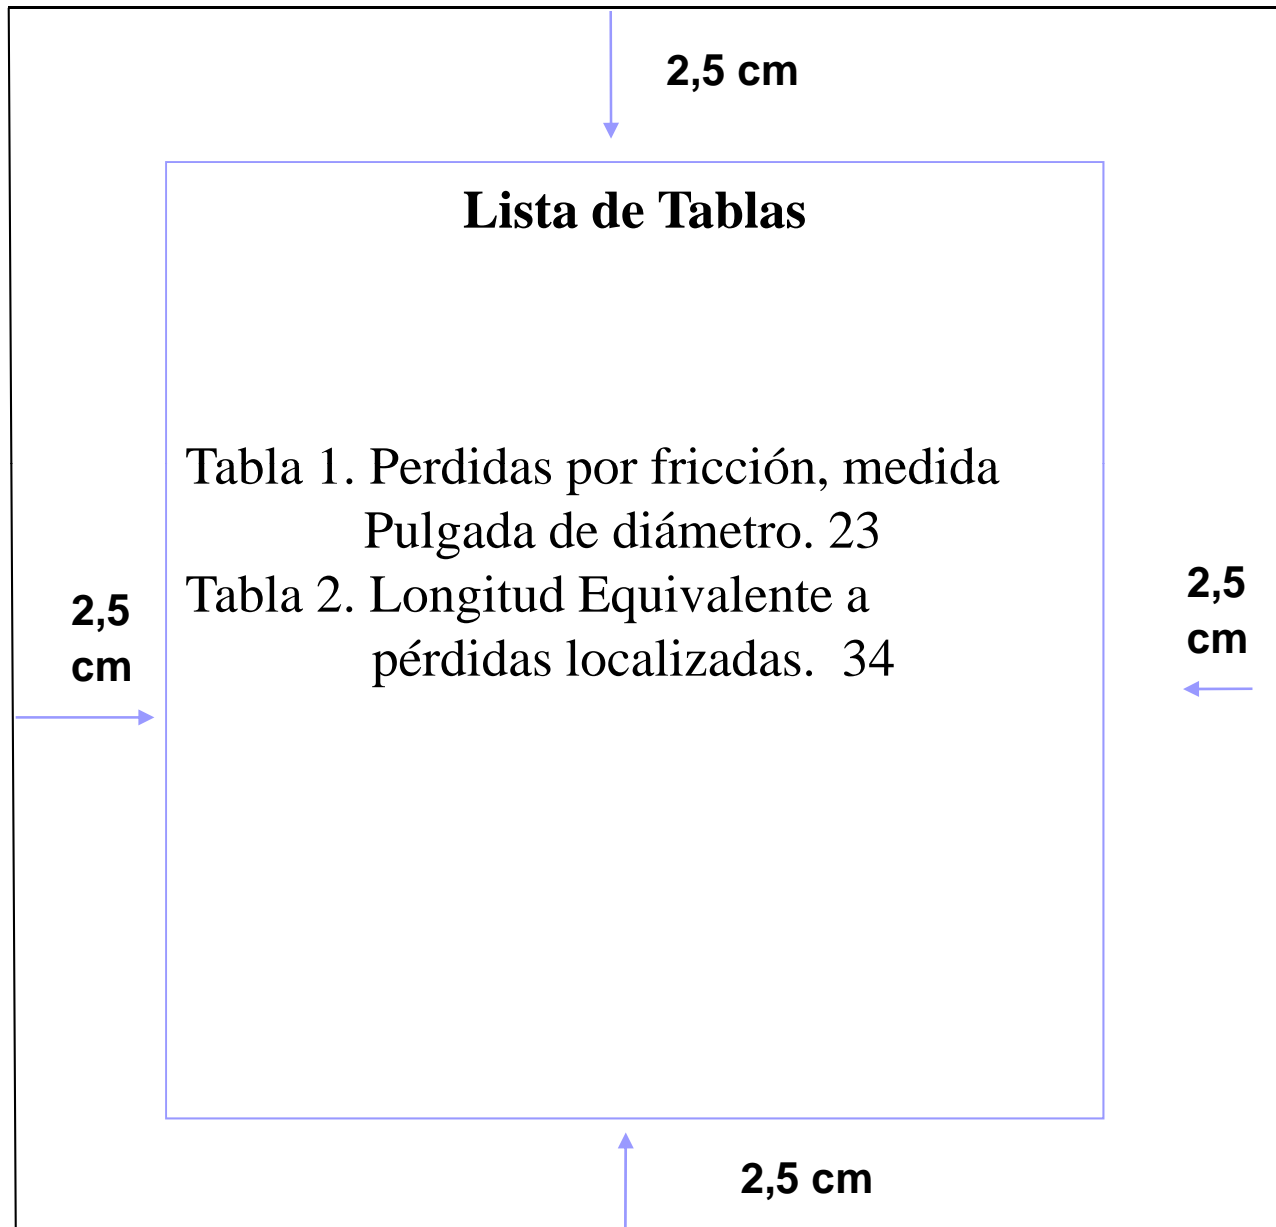 2,5 cm
Lista de Tablas
Tabla 1. Perdidas por fricción, medida
Pulgada de diámetro. 23
Tabla 2. Longitud Equivalente a
pérdidas localizadas.  34
2,5
cm
2,5
cm
2,5 cm